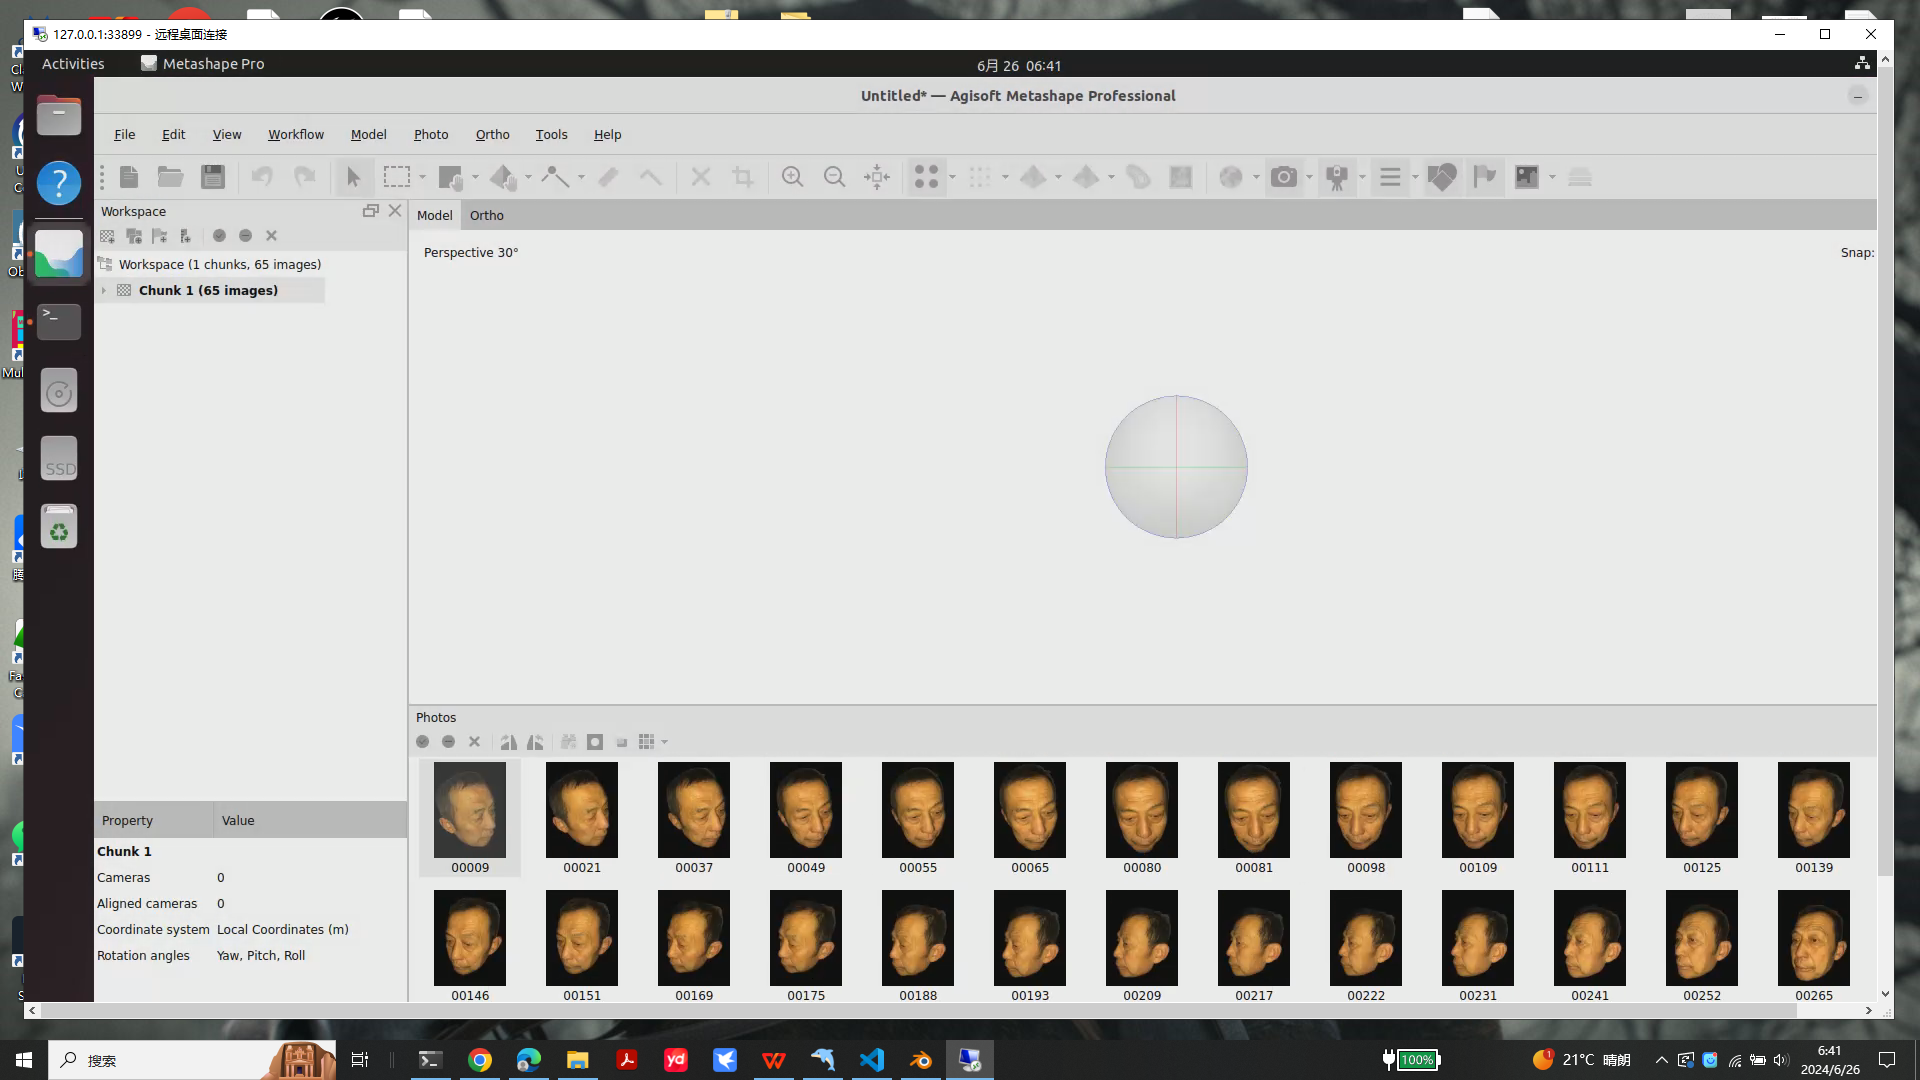 127.0.0.1:33899 - 远程桌面连接
Activities
Metashape Pro
6月 26 06:41
Untitled* — Agisoft Metashape Professional
File Edit View Workflow Model Photo Ortho Tools Help
Workspace
Model Ortho
Perspective 30°
Snap:
Workspace (1 chunks, 65 images)
Chunk 1 (65 images)
SSD
Photos
00009 00021 00037 00049 00055 00065 00080 00081 00098 00109 00111 00125 00139
00146 00151 00169 00175 00188 00193 00209 00217 00222 00231 00241 00252 00265
Property Value
Chunk 1
Cameras 0
Aligned cameras 0
Coordinate system Local Coordinates (m)
Rotation angles Yaw, Pitch, Roll
搜索
yd
100%
1
21°C 晴朗
6:41
2024/6/26